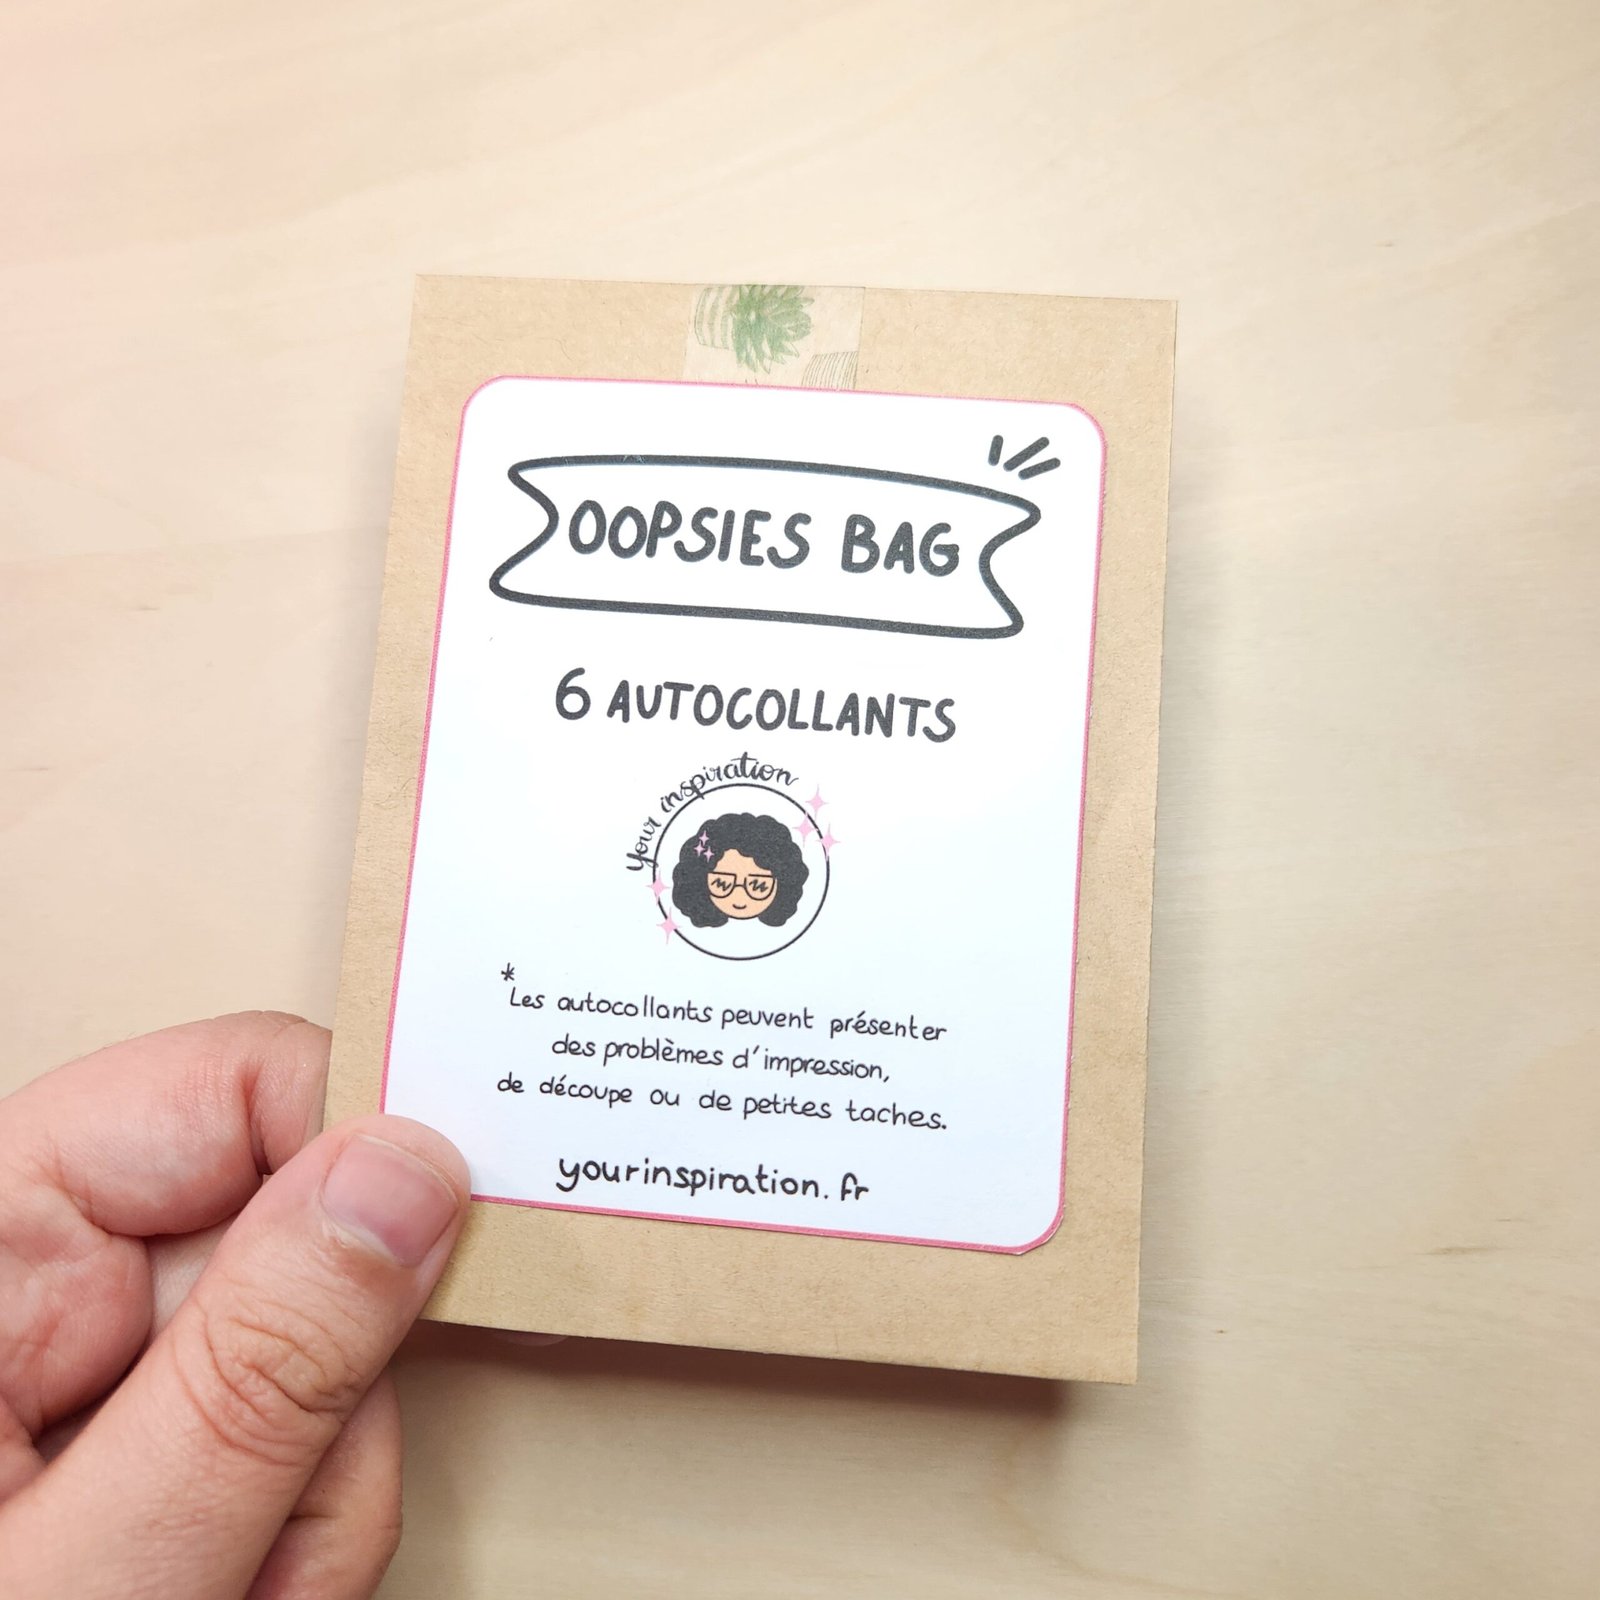 OOPSIES BAG
6 AUTOCOLLANTS
your inspiration
*Les autocollants peuvent présenter
des problèmes d'impression,
de découpe ou de petites taches.
yourinspiration.fr